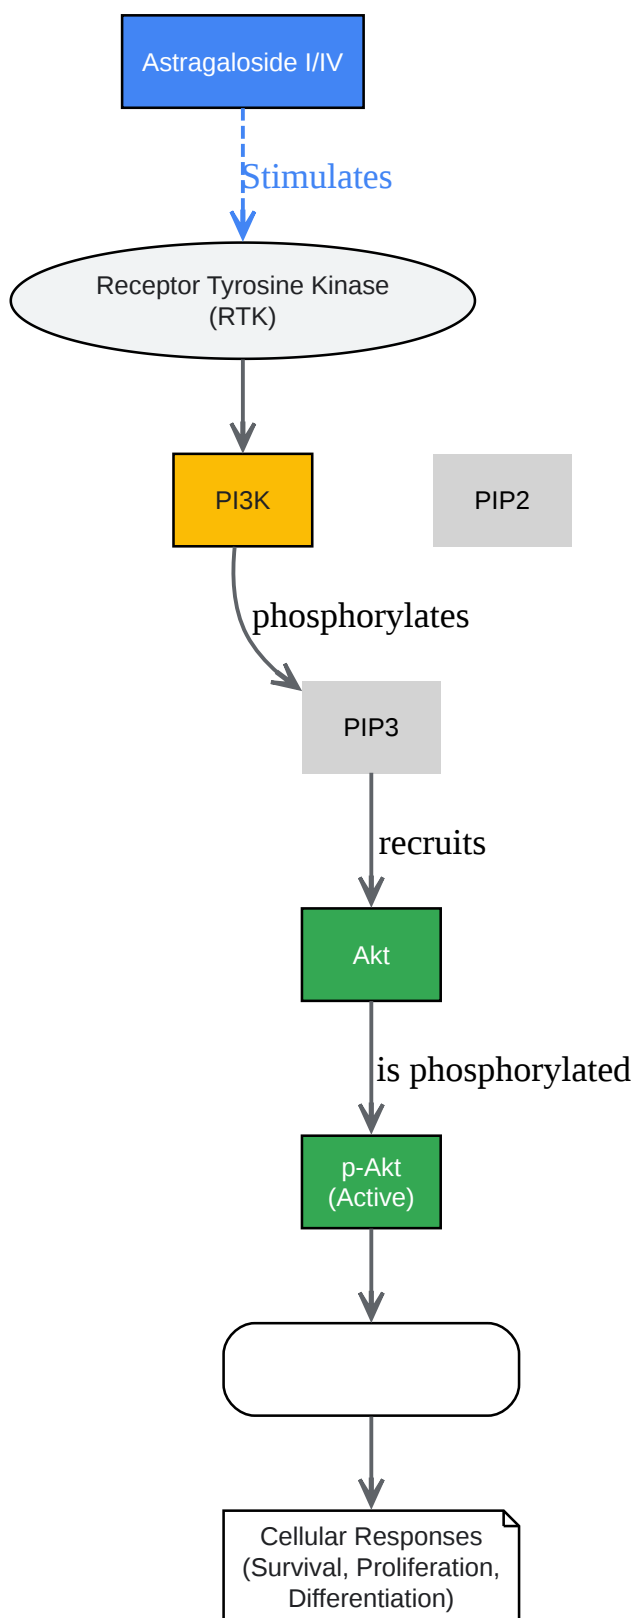 Astragaloside I/IV
Stimulates
Receptor Tyrosine Kinase
(RTK)
PI3K
PIP2
phosphorylates
PIP3
recruits
Akt
is phosphorylated
p-Akt
(Active)
Cellular Responses
(Survival, Proliferation,
Differentiation)